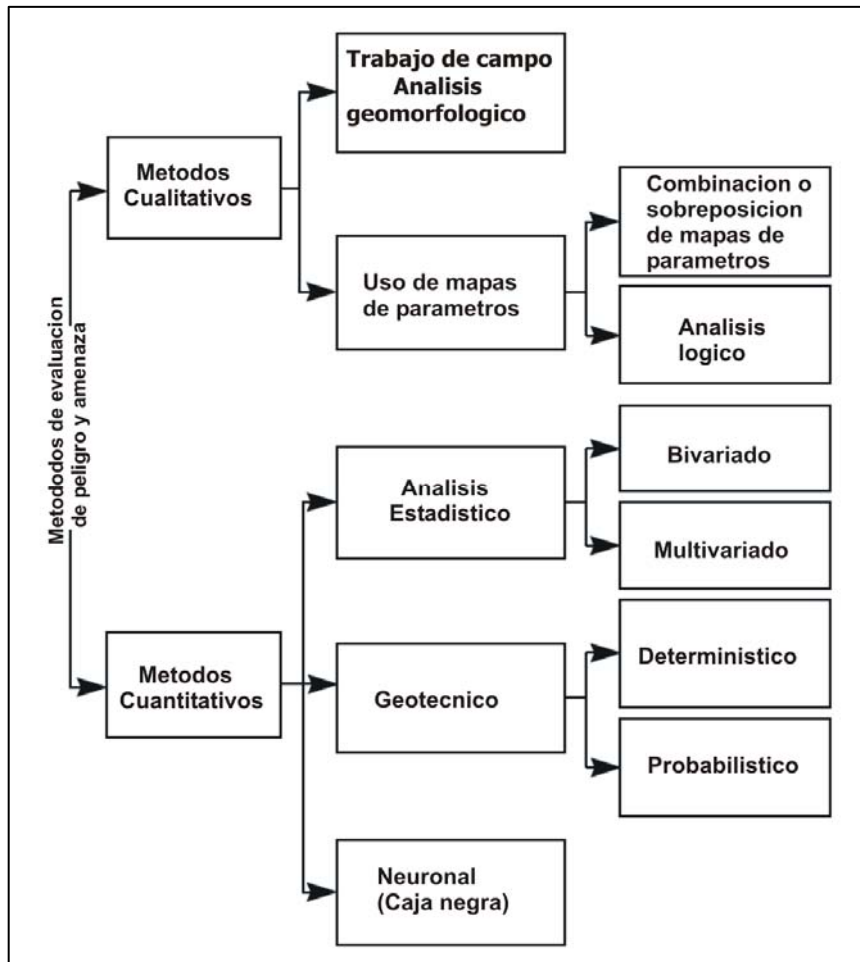 Trabajo de campo
Analisis
geomorfologico
Metodos
Cualitativos
Combinacion o
sobreposicion
de mapas de
parametros
Uso de mapas
de parametros
Analisis
logico
Metododos de evaluacion
de peligro y amenaza
Bivariado
Analisis
Estadistico
Multivariado
Metodos
Cuantitativos
Geotecnico
Deterministico
Probabilistico
Neuronal
(Caja negra)